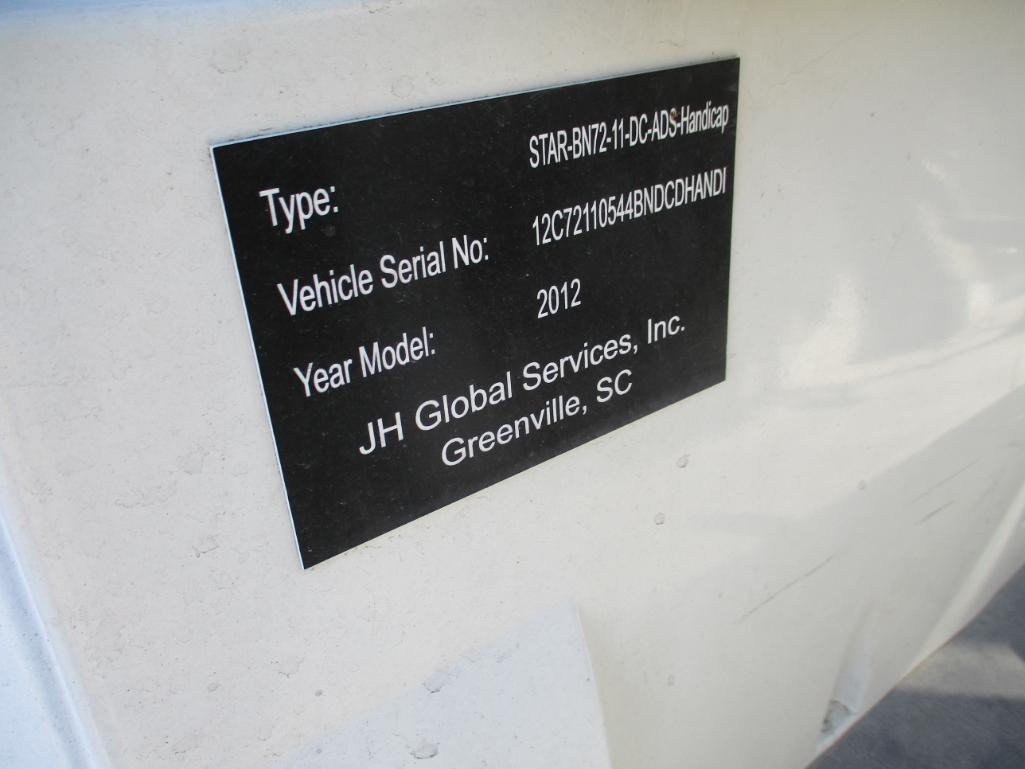 Type: STAR-BN72-11-DC-ADS-Handicap
Vehicle Serial No: 12C72110544BNDCDHANDI
Year Model: 2012
JH Global Services, Inc.
Greenville, SC